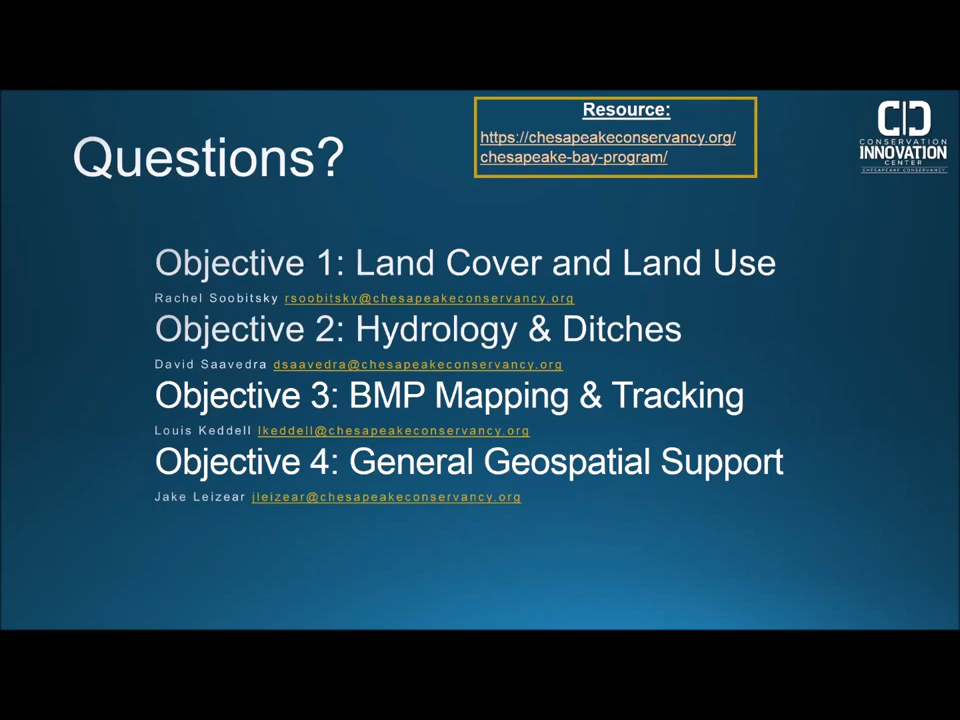 Questions?
Resource:
https://chesapeakeconservancy.org/
chesapeake-bay-program/
CONSERVATION
INNOVATION
CENTER
CHESAPEAKE CONSERVANCY
Objective 1: Land Cover and Land Use
Rachel Soobitsky rsoobitsky@chesapeakeconservancy.org
Objective 2: Hydrology & Ditches
David Saavedra dsaavedra@chesapeakeconservancy.org
Objective 3: BMP Mapping & Tracking
Louis Keddell lkeddell@chesapeakeconservancy.org
Objective 4: General Geospatial Support
Jake Leizear jleizear@chesapeakeconservancy.org